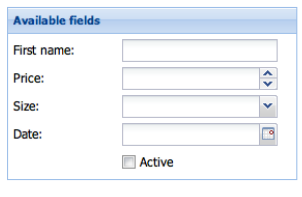 Available fields
First name:
Price:
Size:
Date:
Active